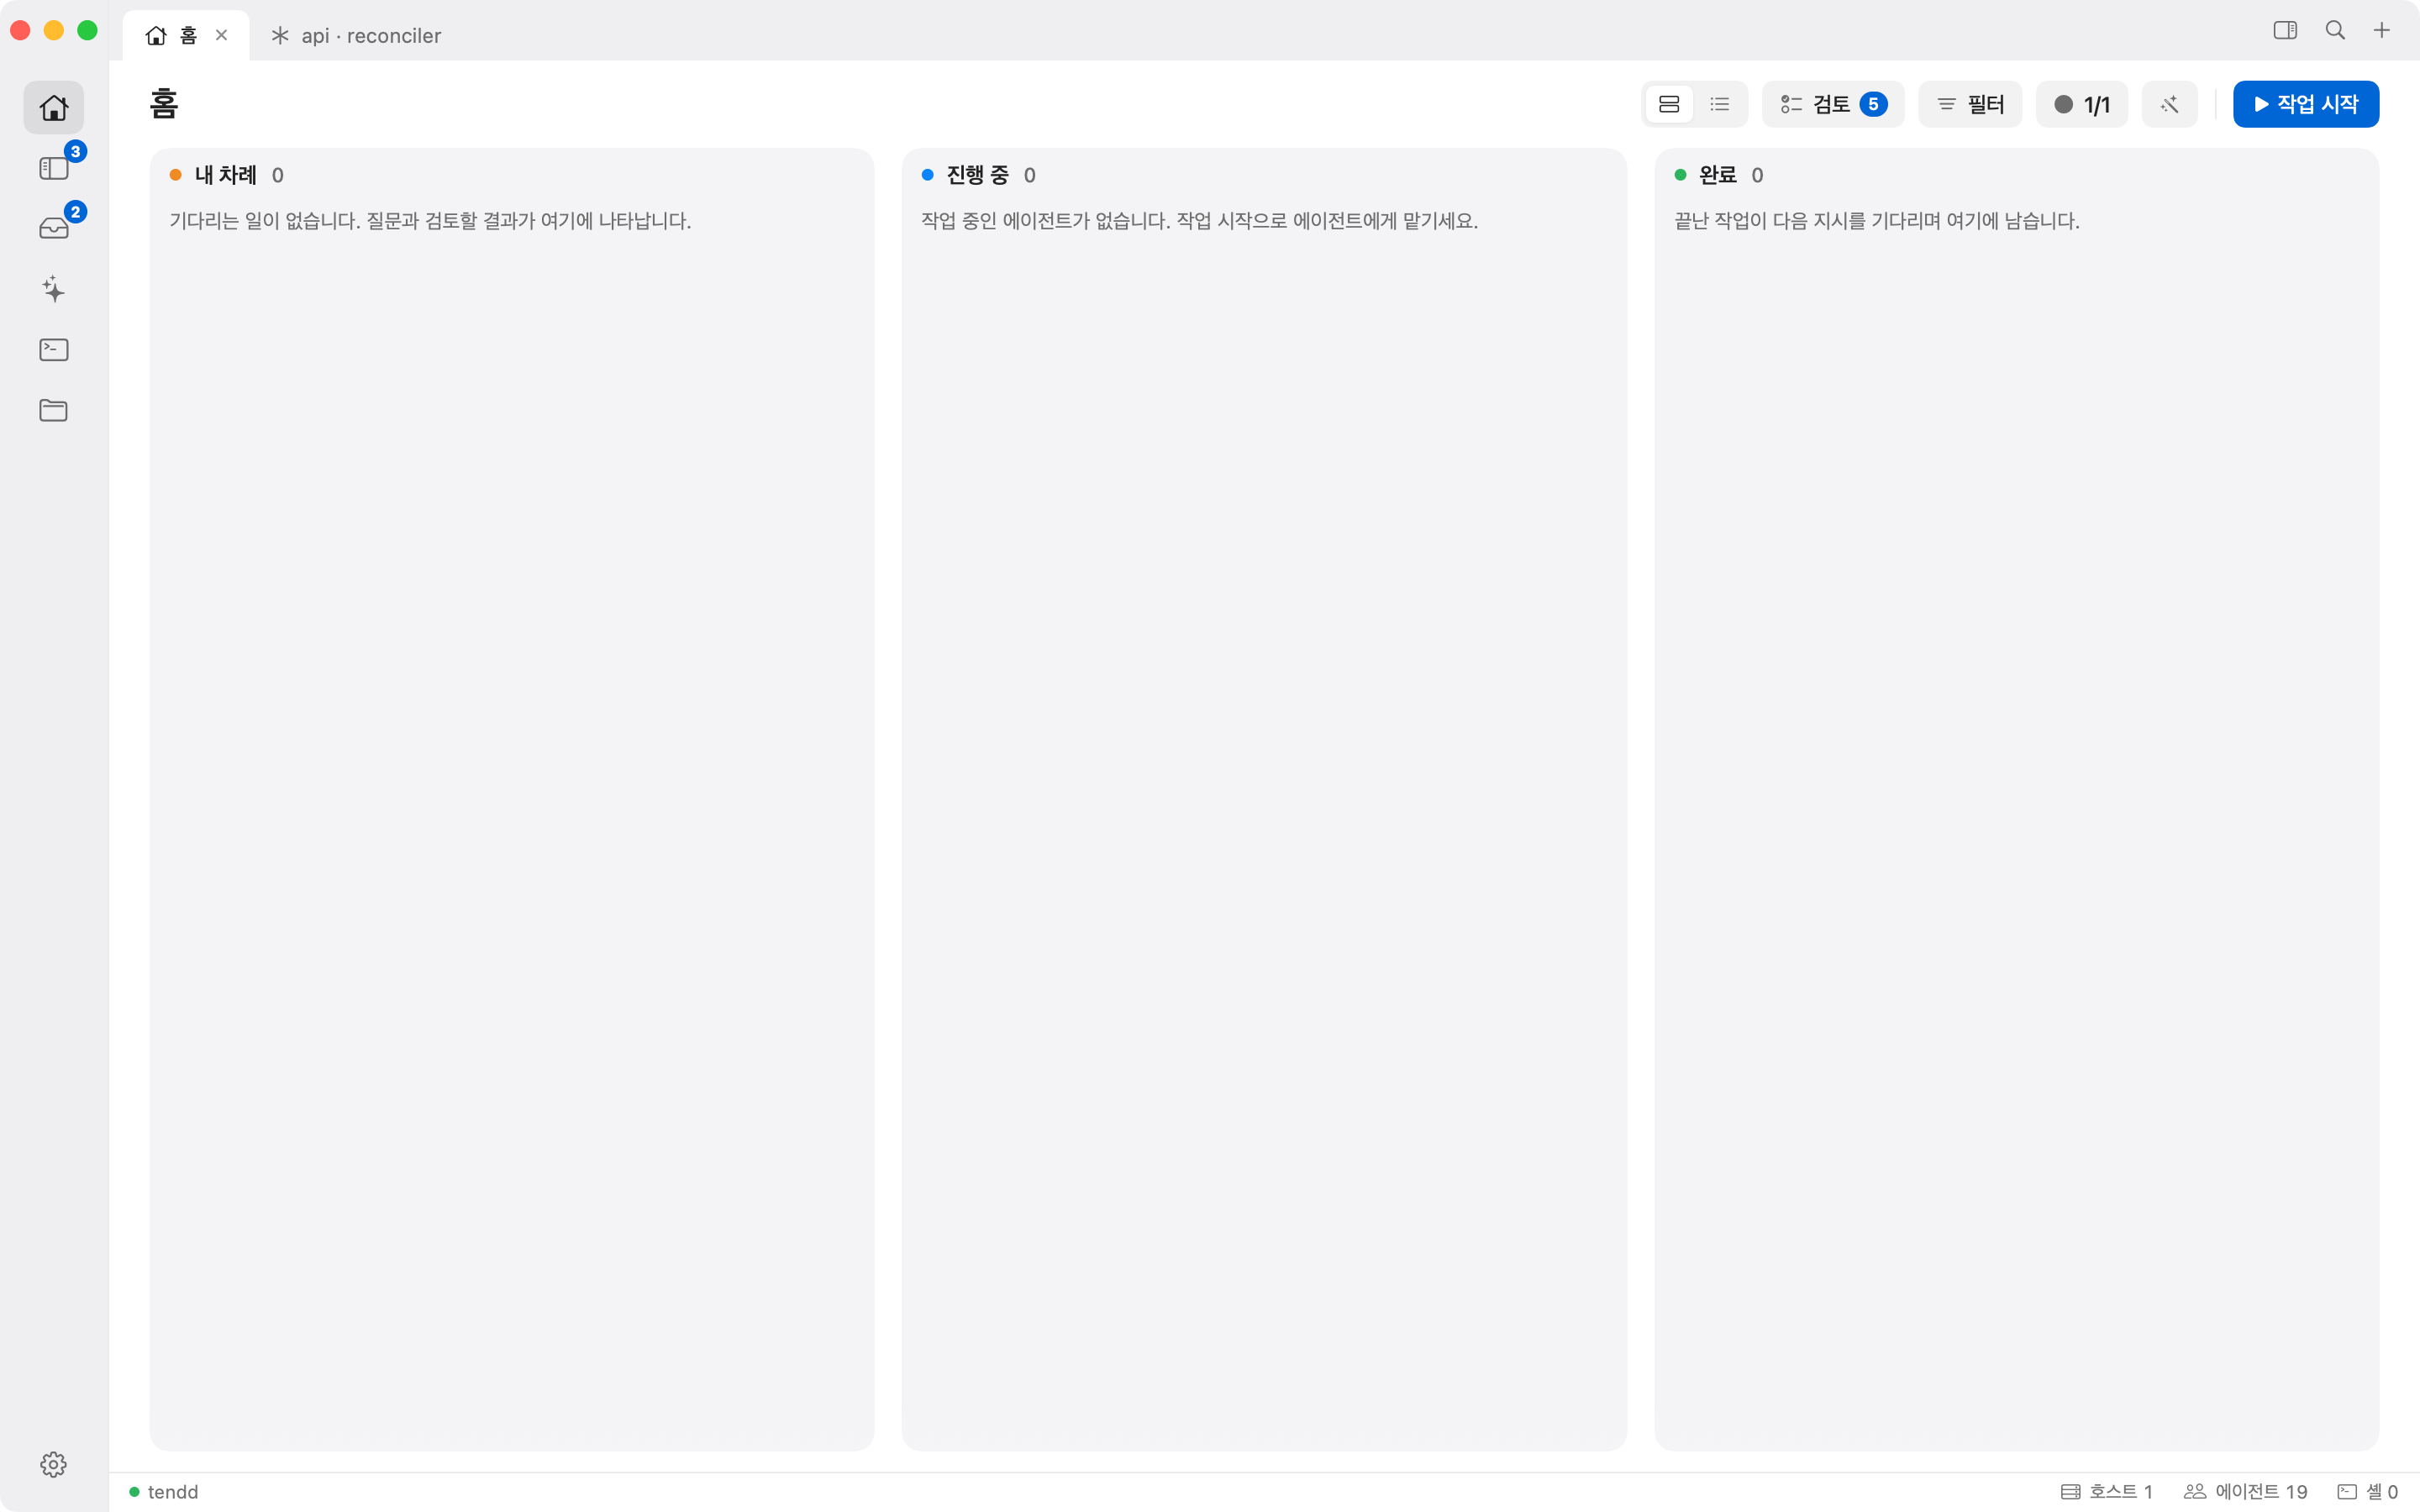 홈
api · reconciler
3
2
홈
검토 5
필터
1/1
작업 시작
내 차례 0
기다리는 일이 없습니다. 질문과 검토할 결과가 여기에 나타납니다.
진행 중 0
작업 중인 에이전트가 없습니다. 작업 시작으로 에이전트에게 맡기세요.
완료 0
끝난 작업이 다음 지시를 기다리며 여기에 남습니다.
tendd
호스트 1
에이전트 19
셸 0